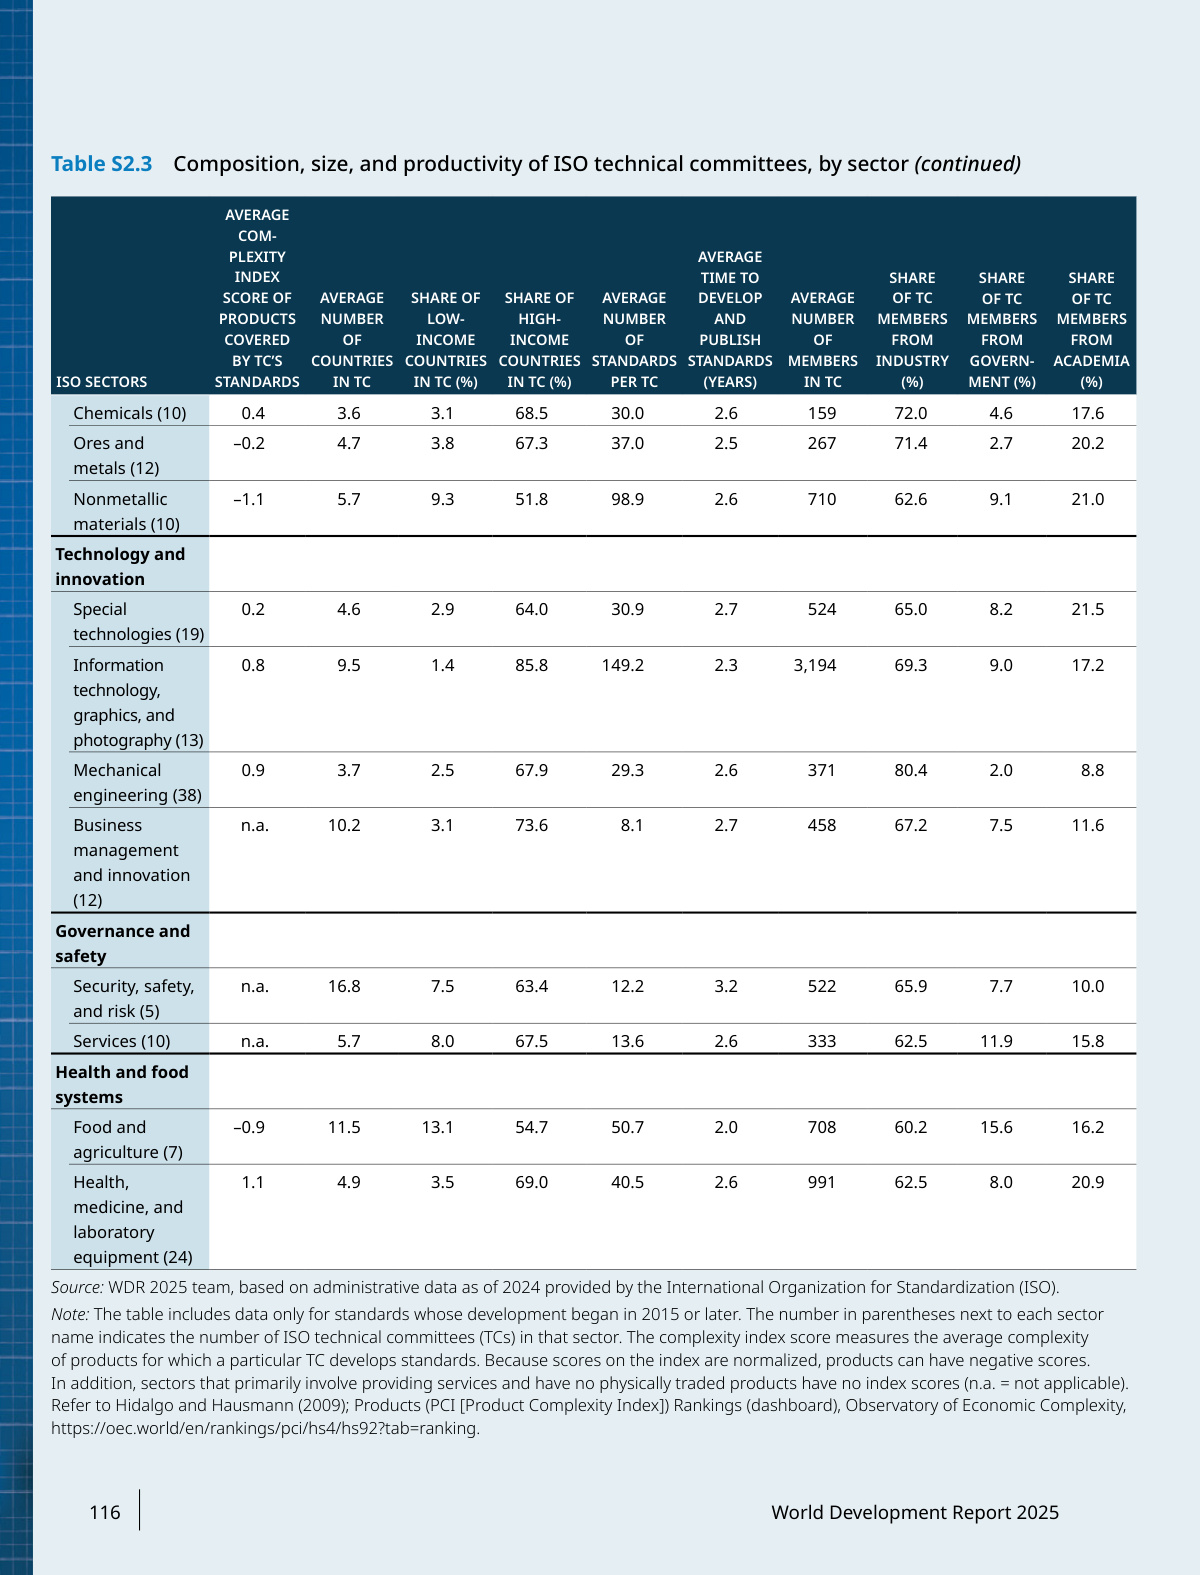 Table S2.3 Composition, size, and productivity of ISO technical committees, by sector (continued)
ISO SECTORS
AVERAGE
COM-
PLEXITY
INDEX
SCORE OF
PRODUCTS
COVERED
BY TC'S
STANDARDS
AVERAGE
NUMBER
OF
COUNTRIES
IN TC
SHARE OF
LOW-
INCOME
COUNTRIES
IN TC (%)
SHARE OF
HIGH-
INCOME
COUNTRIES
IN TC (%)
AVERAGE
NUMBER
OF
STANDARDS
PER TC
AVERAGE
TIME TO
DEVELOP
AND
PUBLISH
STANDARDS
(YEARS)
AVERAGE
NUMBER
OF
MEMBERS
IN TC
SHARE
OF TC
MEMBERS
FROM
INDUSTRY
(%)
SHARE
OF TC
MEMBERS
FROM
GOVERN-
MENT (%)
SHARE
OF TC
MEMBERS
FROM
ACADEMIA
(%)
Chemicals (10) 0.4 3.6 3.1 68.5 30.0 2.6 159 72.0 4.6 17.6
Ores and –0.2 4.7 3.8 67.3 37.0 2.5 267 71.4 2.7 20.2
metals (12)
Nonmetallic –1.1 5.7 9.3 51.8 98.9 2.6 710 62.6 9.1 21.0
materials (10)
Technology and
innovation
Special 0.2 4.6 2.9 64.0 30.9 2.7 524 65.0 8.2 21.5
technologies (19)
Information 0.8 9.5 1.4 85.8 149.2 2.3 3,194 69.3 9.0 17.2
technology,
graphics, and
photography (13)
Mechanical 0.9 3.7 2.5 67.9 29.3 2.6 371 80.4 2.0 8.8
engineering (38)
Business n.a. 10.2 3.1 73.6 8.1 2.7 458 67.2 7.5 11.6
management
and innovation
(12)
Governance and
safety
Security, safety, n.a. 16.8 7.5 63.4 12.2 3.2 522 65.9 7.7 10.0
and risk (5)
Services (10) n.a. 5.7 8.0 67.5 13.6 2.6 333 62.5 11.9 15.8
Health and food
systems
Food and –0.9 11.5 13.1 54.7 50.7 2.0 708 60.2 15.6 16.2
agriculture (7)
Health, 1.1 4.9 3.5 69.0 40.5 2.6 991 62.5 8.0 20.9
medicine, and
laboratory
equipment (24)
Source: WDR 2025 team, based on administrative data as of 2024 provided by the International Organization for Standardization (ISO).
Note: The table includes data only for standards whose development began in 2015 or later. The number in parentheses next to each sector
name indicates the number of ISO technical committees (TCs) in that sector. The complexity index score measures the average complexity
of products for which a particular TC develops standards. Because scores on the index are normalized, products can have negative scores.
In addition, sectors that primarily involve providing services and have no physically traded products have no index scores (n.a. = not applicable).
Refer to Hidalgo and Hausmann (2009); Products (PCI [Product Complexity Index]) Rankings (dashboard), Observatory of Economic Complexity,
https://oec.world/en/rankings/pci/hs4/hs92?tab=ranking.
116
World Development Report 2025